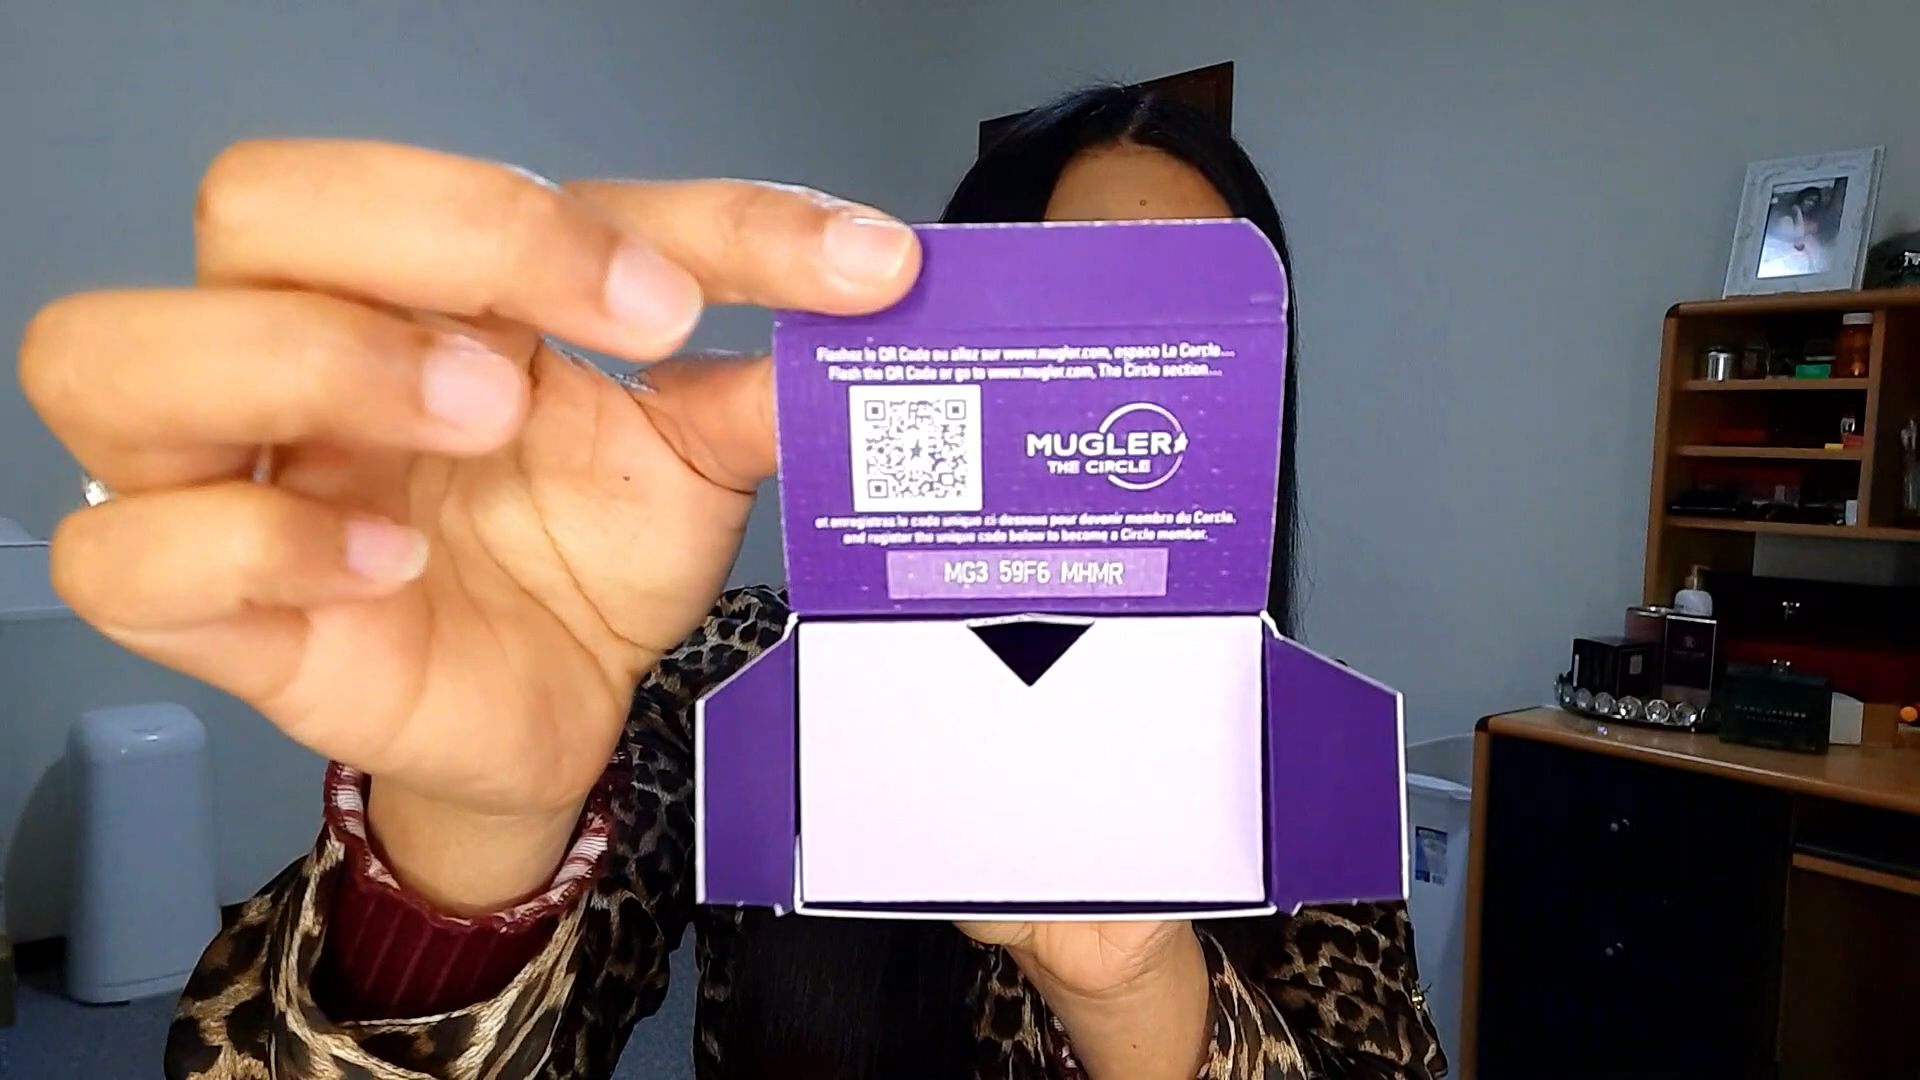 Flashez le QR Code ou allez sur www.mugler.com, espace Le Cercle...
Flash the QR Code or go to www.mugler.com, The Circle section...
MUGLER
THE CIRCLE
et enregistrez le code unique ci-dessous pour devenir membre du Cercle.
and register the unique code below to become a Circle member.
MG3 59F6 MHMR
MARC JACOBS